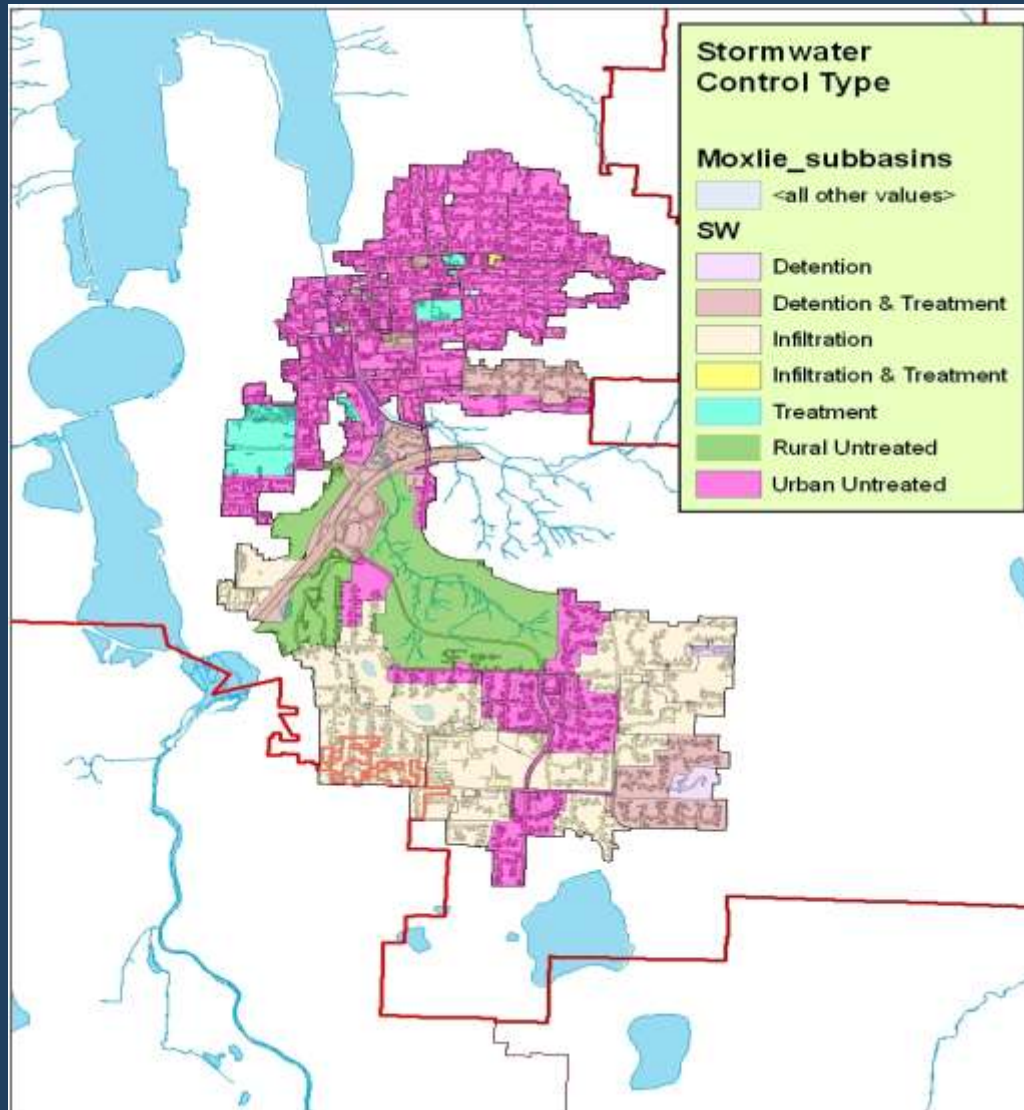 Stormwater
Control Type
Moxlie_subbasins
<all other values>
SW
Detention
Detention & Treatment
Infiltration
Infiltration & Treatment
Treatment
Rural Untreated
Urban Untreated